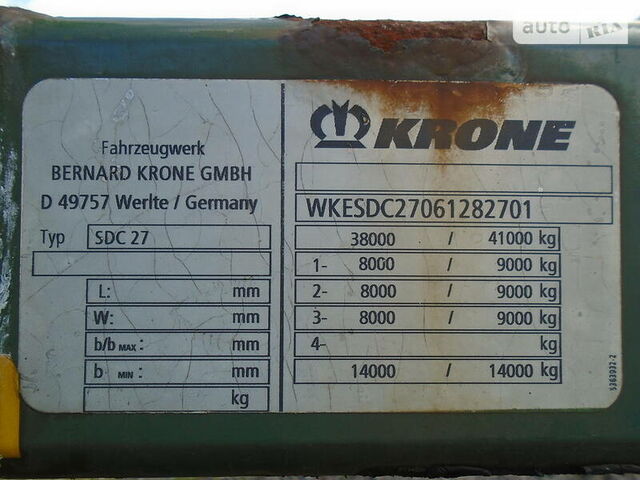 auto RIA
Fahrzeugwerk
BERNARD KRONE GMBH
D 49757 Werlte / Germany
Typ SDC 27
L: mm
W: mm
b/b MAX : mm
b MIN : mm
kg
KRONE
WKESDC27061282701
38000 / 41000 kg
1- 8000 / 9000 kg
2- 8000 / 9000 kg
3- 8000 / 9000 kg
4- kg
14000 / 14000 kg
5363932-2